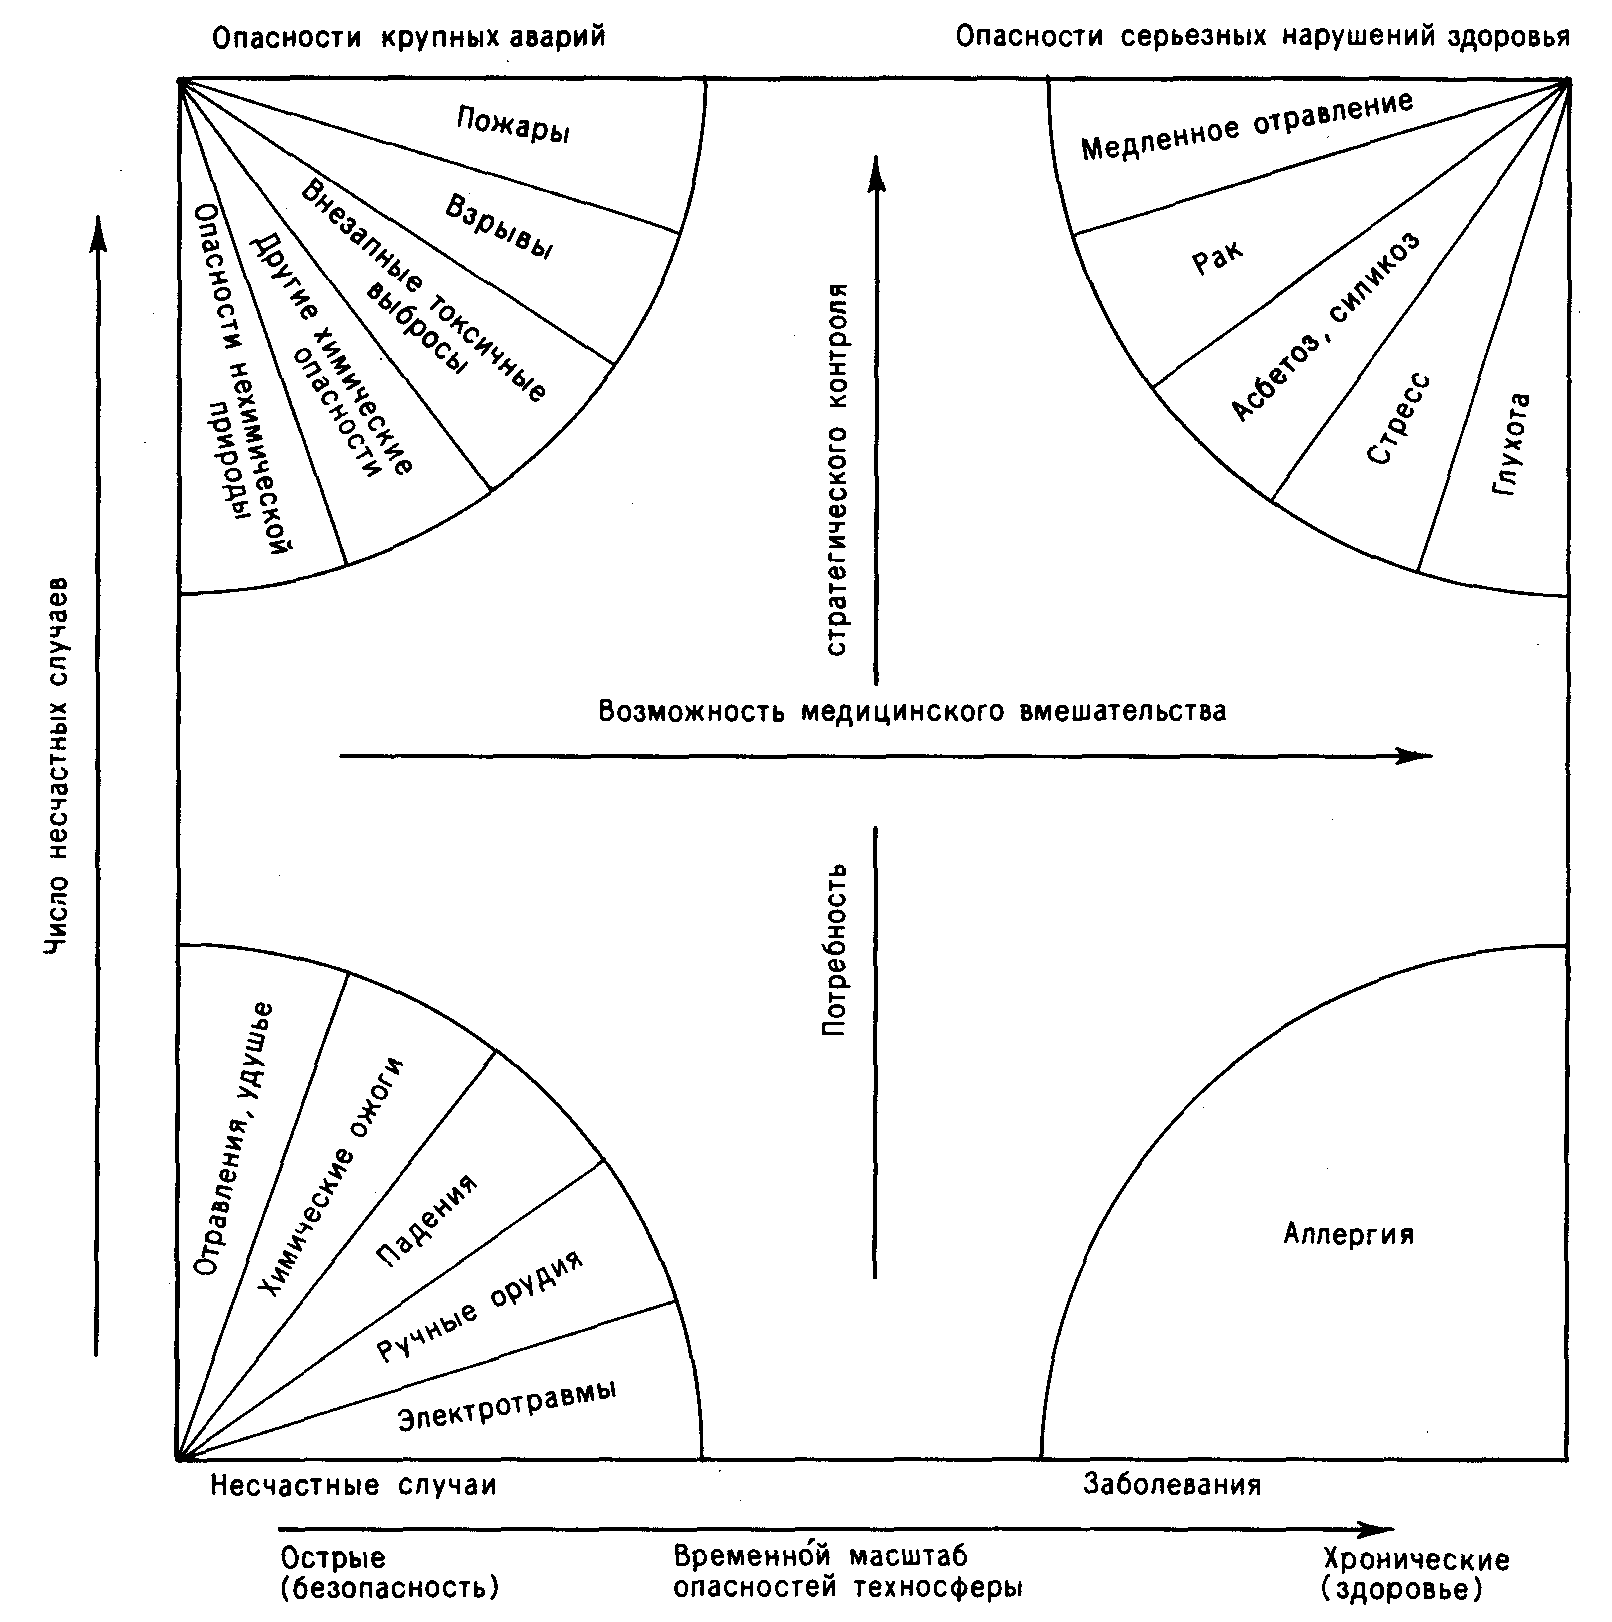 Опасности крупных аварий
Опасности серьезных нарушений здоровья
Пожары
Взрывы
Внезапные токсичные
выбросы
Другие химические
опасности
Опасности нехимической
природы
Медленное отравление
Рак
Асбетоз, силикоз
Стресс
Глухота
Число несчастных случаев
стратегического контроля
Возможность медицинского вмешательства
Потребность
Отравления, удушье
Химические ожоги
Падения
Ручные орудия
Электротравмы
Аллергия
Несчастные случаи
Заболевания
Острые
(безопасность)
Временной масштаб
опасностей техносферы
Хронические
(здоровье)